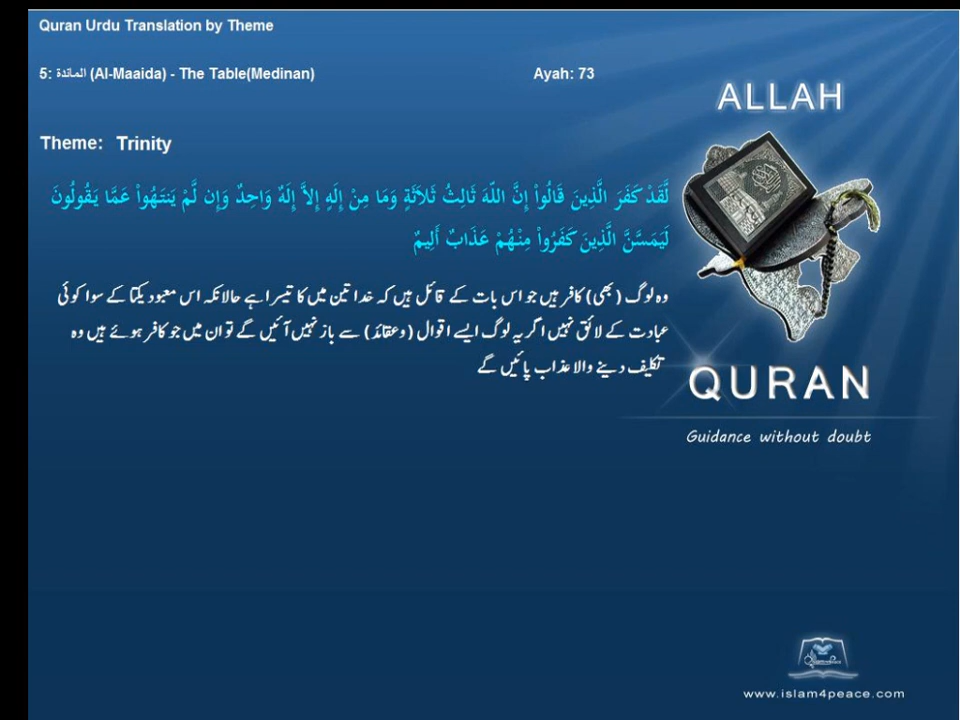 Quran Urdu Translation by Theme
5: المائدة (Al-Maaida) - The Table(Medinan)
Ayah: 73
ALLAH
Theme: Trinity
لَّقَدْ كَفَرَ الَّذِينَ قَالُواْ إِنَّ اللّهَ ثَالِثُ ثَلاَثَةٍ وَمَا مِنْ إِلَهٍ إِلاَّ إِلَهٌ وَاحِدٌ وَإِن لَّمْ يَنتَهُواْ عَمَّا يَقُولُونَ
لَيَمَسَّنَّ الَّذِينَ كَفَرُواْ مِنْهُمْ عَذَابٌ أَلِيمٌ
وہ لوگ (بھی) کافر ہیں جو اس بات کے قائل ہیں کہ خدا تین میں کا تیسرا ہے حالانکہ اس معبود یکتا کے سوا کوئی
عبادت کے لائق نہیں اگر یہ لوگ ایسے اقوال (وعقائد) سے باز نہیں آئیں گے تو ان میں جو کافر ہوئے ہیں وہ
تکلیف دینے والا عذاب پائیں گے
QURAN
Guidance without doubt
www.islam4peace.com